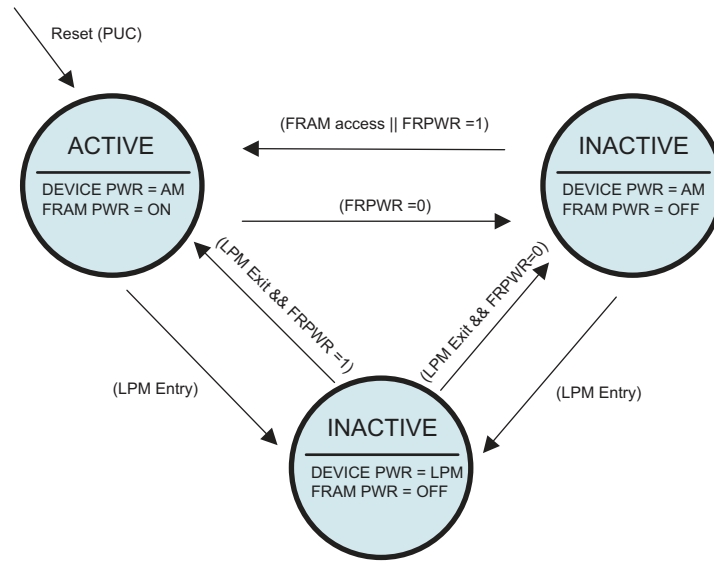 Reset (PUC)
ACTIVE
DEVICE PWR = AM
FRAM PWR = ON
(FRAM access || FRPWR =1)
(FRPWR =0)
INACTIVE
DEVICE PWR = AM
FRAM PWR = OFF
(LPM Exit && FRPWR =1)
(LPM Exit && FRPWR=0)
(LPM Entry)
(LPM Entry)
INACTIVE
DEVICE PWR = LPM
FRAM PWR = OFF